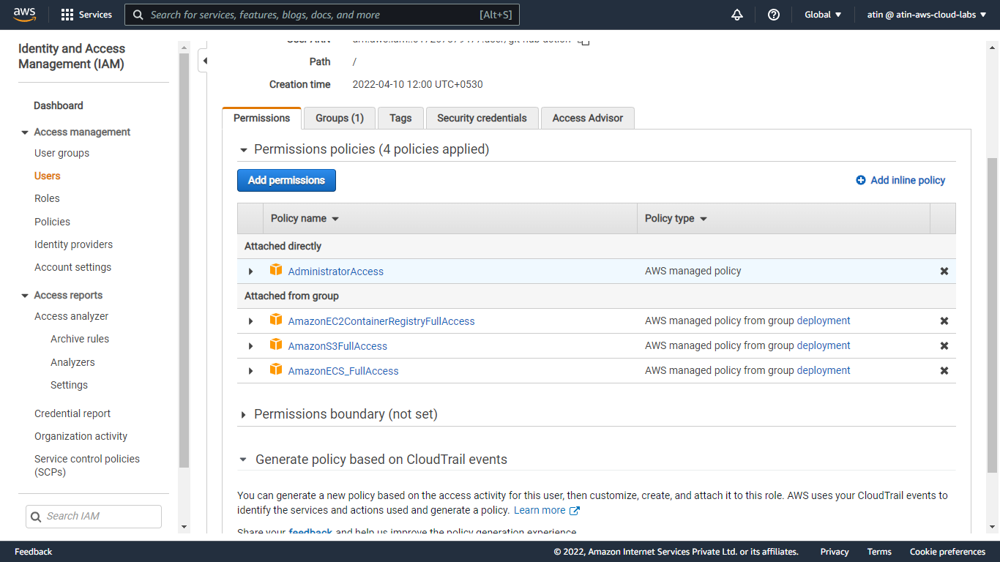 aws
Services
Search for services, features, blogs, docs, and more
[Alt+S]
Global
atin @ atin-aws-cloud-labs
Identity and Access
Management (IAM)
Dashboard
Access management
User groups
Users
Roles
Policies
Identity providers
Account settings
Access reports
Access analyzer
Archive rules
Analyzers
Settings
Credential report
Organization activity
Service control policies
(SCPs)
Search IAM
Path /
Creation time 2022-04-10 12:00 UTC+0530
Permissions
Groups (1)
Tags
Security credentials
Access Advisor
Permissions policies (4 policies applied)
Add permissions
Add inline policy
Policy name Policy type
Attached directly
AdministratorAccess AWS managed policy
Attached from group
AmazonEC2ContainerRegistryFullAccess AWS managed policy from group deployment
AmazonS3FullAccess AWS managed policy from group deployment
AmazonECS_FullAccess AWS managed policy from group deployment
Permissions boundary (not set)
Generate policy based on CloudTrail events
You can generate a new policy based on the access activity for this user, then customize, create, and attach it to this role. AWS uses your CloudTrail events to
identify the services and actions used and generate a policy. Learn more
Share your feedback and help us improve the policy generation experience
Feedback
© 2022, Amazon Internet Services Private Ltd. or its affiliates.
Privacy
Terms
Cookie preferences